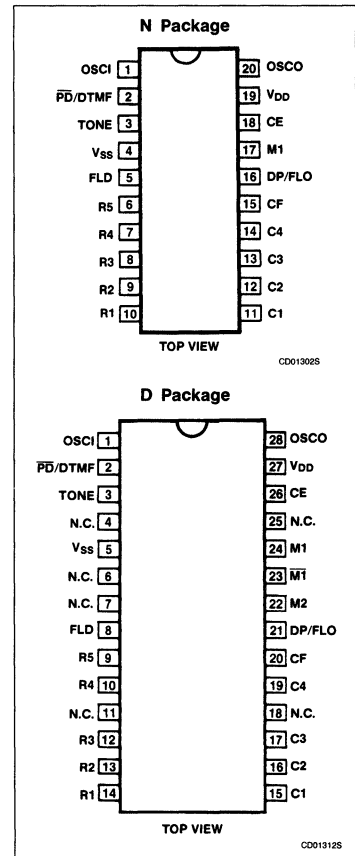 N Package
OSCI 1 20 OSCO
P̅D̅/DTMF 2 19 VDD
TONE 3 18 CE
VSS 4 17 M1
FLD 5 16 DP/FLO
R5 6 15 CF
R4 7 14 C4
R3 8 13 C3
R2 9 12 C2
R1 10 11 C1
TOP VIEW
CD01302S
D Package
OSCI 1 28 OSCO
P̅D̅/DTMF 2 27 VDD
TONE 3 26 CE
N.C. 4 25 N.C.
VSS 5 24 M1
N.C. 6 23 M̅1̅
N.C. 7 22 M2
FLD 8 21 DP/FLO
R5 9 20 CF
R4 10 19 C4
N.C. 11 18 N.C.
R3 12 17 C3
R2 13 16 C2
R1 14 15 C1
TOP VIEW
CD01312S